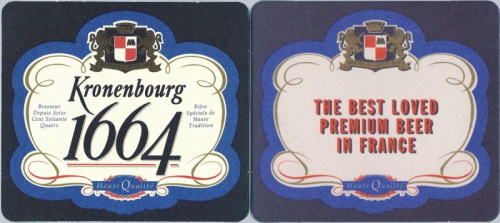 Kronenbourg
1664
Brasseur
Depuis Seize
Cent Soixante
Quatre
Bière
Spéciale de
Haute
Tradition
Haute Qualité
THE BEST LOVED
PREMIUM BEER
IN FRANCE
Haute Qualité